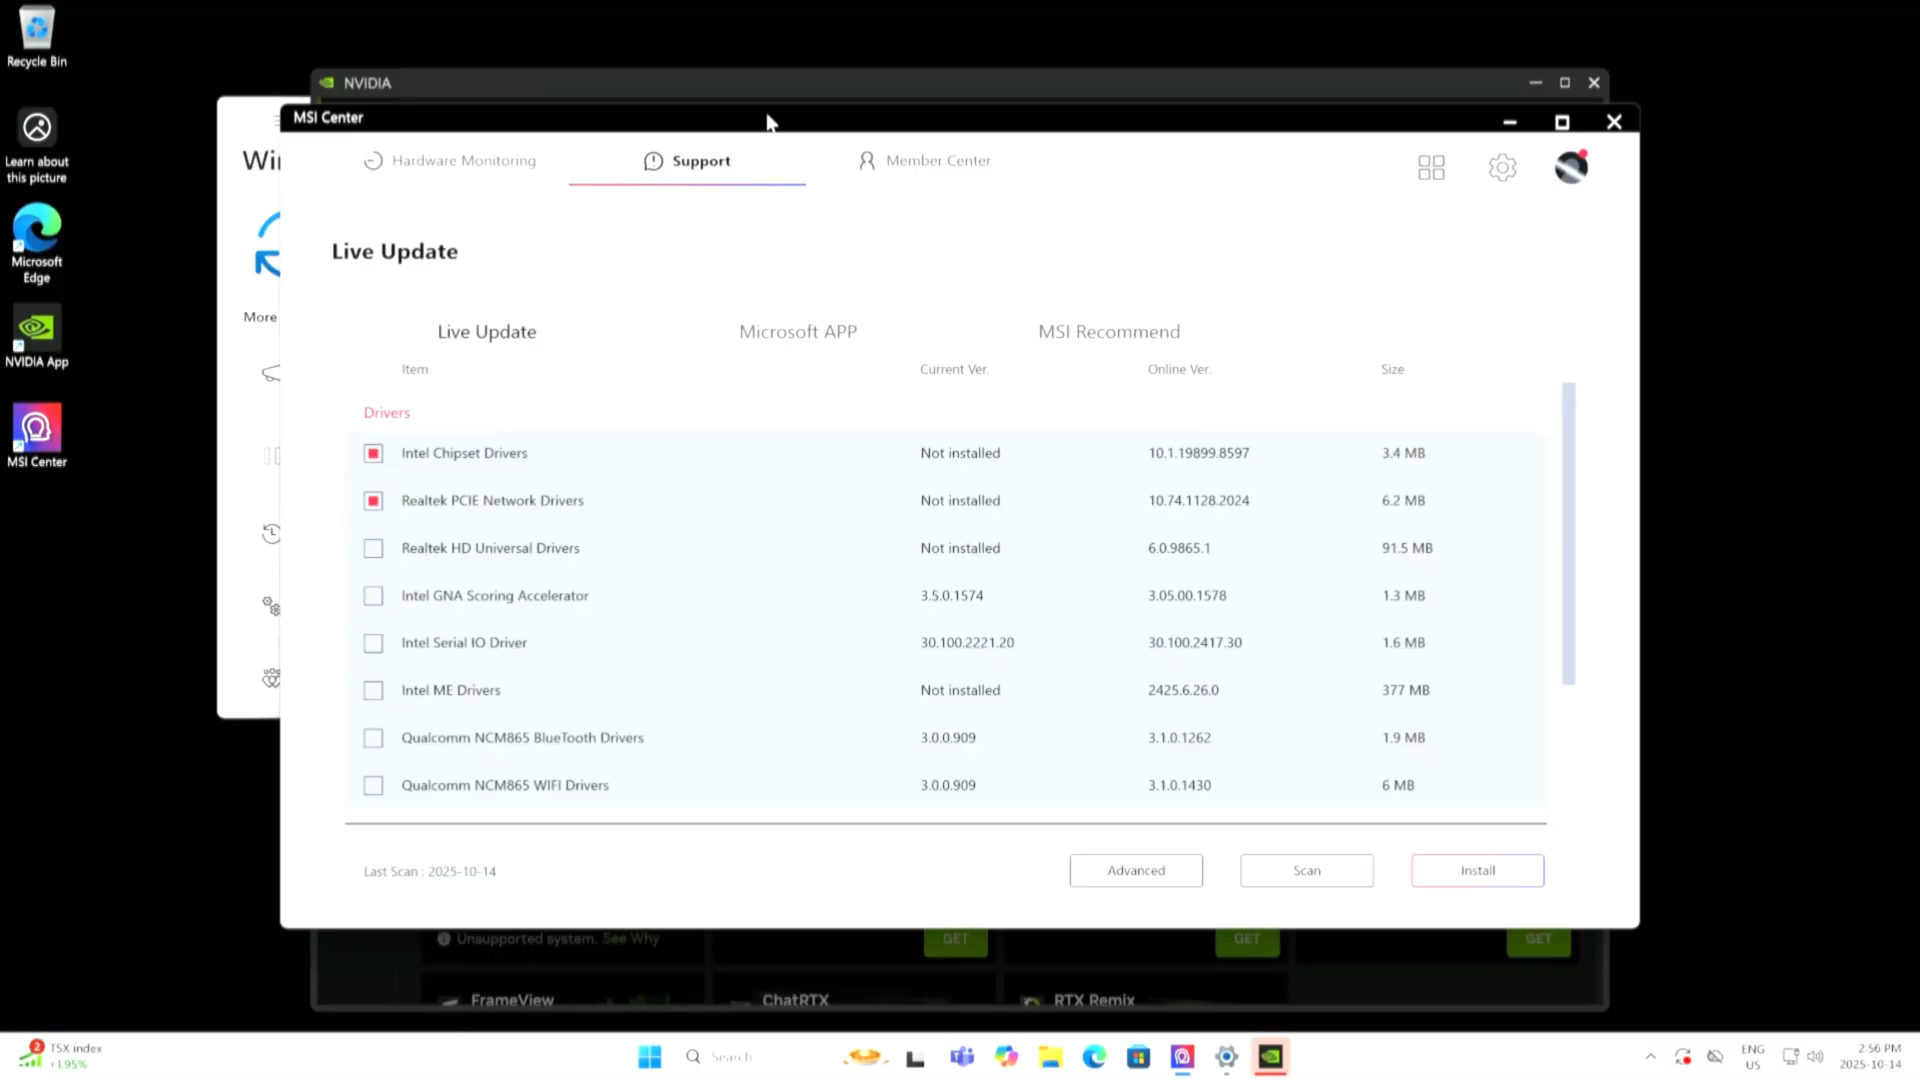 Recycle Bin
Learn about
this picture
Microsoft
Edge
NVIDIA App
MSI Center
NVIDIA
MSI Center
Hardware Monitoring
Support
Member Center
Wi
More
Live Update
Live Update Microsoft APP MSI Recommend
Item Current Ver. Online Ver. Size
Drivers
Intel Chipset Drivers Not installed 10.1.19899.8597 3.4 MB
Realtek PCIE Network Drivers Not installed 10.74.1128.2024 6.2 MB
Realtek HD Universal Drivers Not installed 6.0.9865.1 91.5 MB
Intel GNA Scoring Accelerator 3.5.0.1574 3.05.00.1578 1.3 MB
Intel Serial IO Driver 30.100.2221.20 30.100.2417.30 1.6 MB
Intel ME Drivers Not installed 2425.6.26.0 377 MB
Qualcomm NCM865 BlueTooth Drivers 3.0.0.909 3.1.0.1262 1.9 MB
Qualcomm NCM865 WIFI Drivers 3.0.0.909 3.1.0.1430 6 MB
Last Scan : 2025-10-14
Advanced
Scan
Install
Unsupported system. See Why
GET
GET
GET
FrameView
ChatRTX
RTX Remix
2
TSX index
+1.95%
Search
ENG
US
2:56 PM
2025-10-14